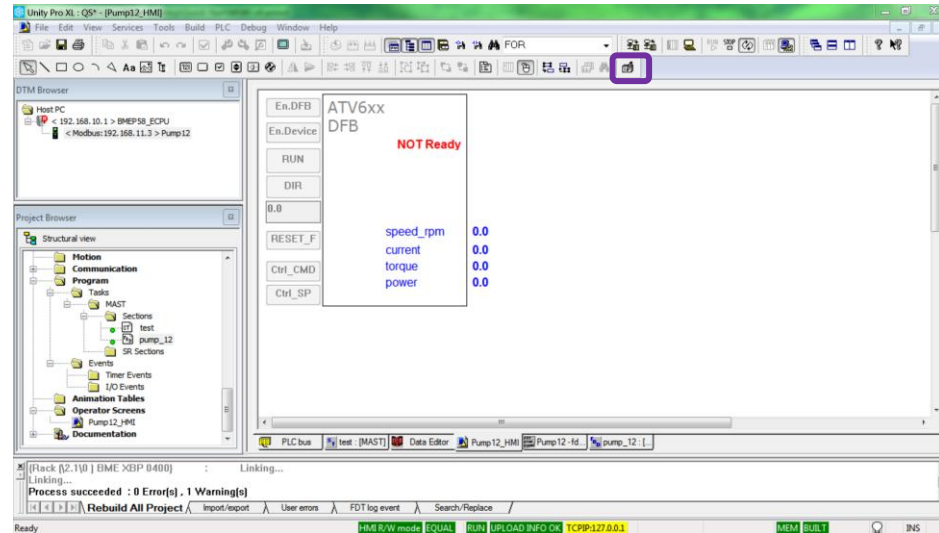 Unity Pro XL : QS* - [Pump12_HMI]
File Edit View Services Tools Build PLC Debug Window Help
FOR
DTM Browser
Host PC
< 192.168.10.1 > BMEP58_ECPU
< Modbus:192.168.11.3 > Pump12
Project Browser
Structural view
Motion
Communication
Program
Tasks
MAST
Sections
test
pump_12
SR Sections
Events
Timer Events
I/O Events
Animation Tables
Operator Screens
Pump12_HMI
Documentation
En.DFB
En.Device
RUN
DIR
0.0
RESET_F
Ctrl_CMD
Ctrl_SP
ATV6xx
DFB
NOT Ready
speed_rpm 0.0
current 0.0
torque 0.0
power 0.0
PLC bus test : [MAST] Data Editor Pump12_HMI Pump12 -fd... pump_12 : [...
(Rack (\2.1\0 ) BME XBP 0400) : Linking...
Linking...
Process succeeded : 0 Error(s) , 1 Warning(s)
Rebuild All Project Import/export User errors FDT log event Search/Replace
Ready HMI R/W mode EQUAL RUN UPLOAD INFO OK TCPIP:127.0.0.1 MEM BUILT INS